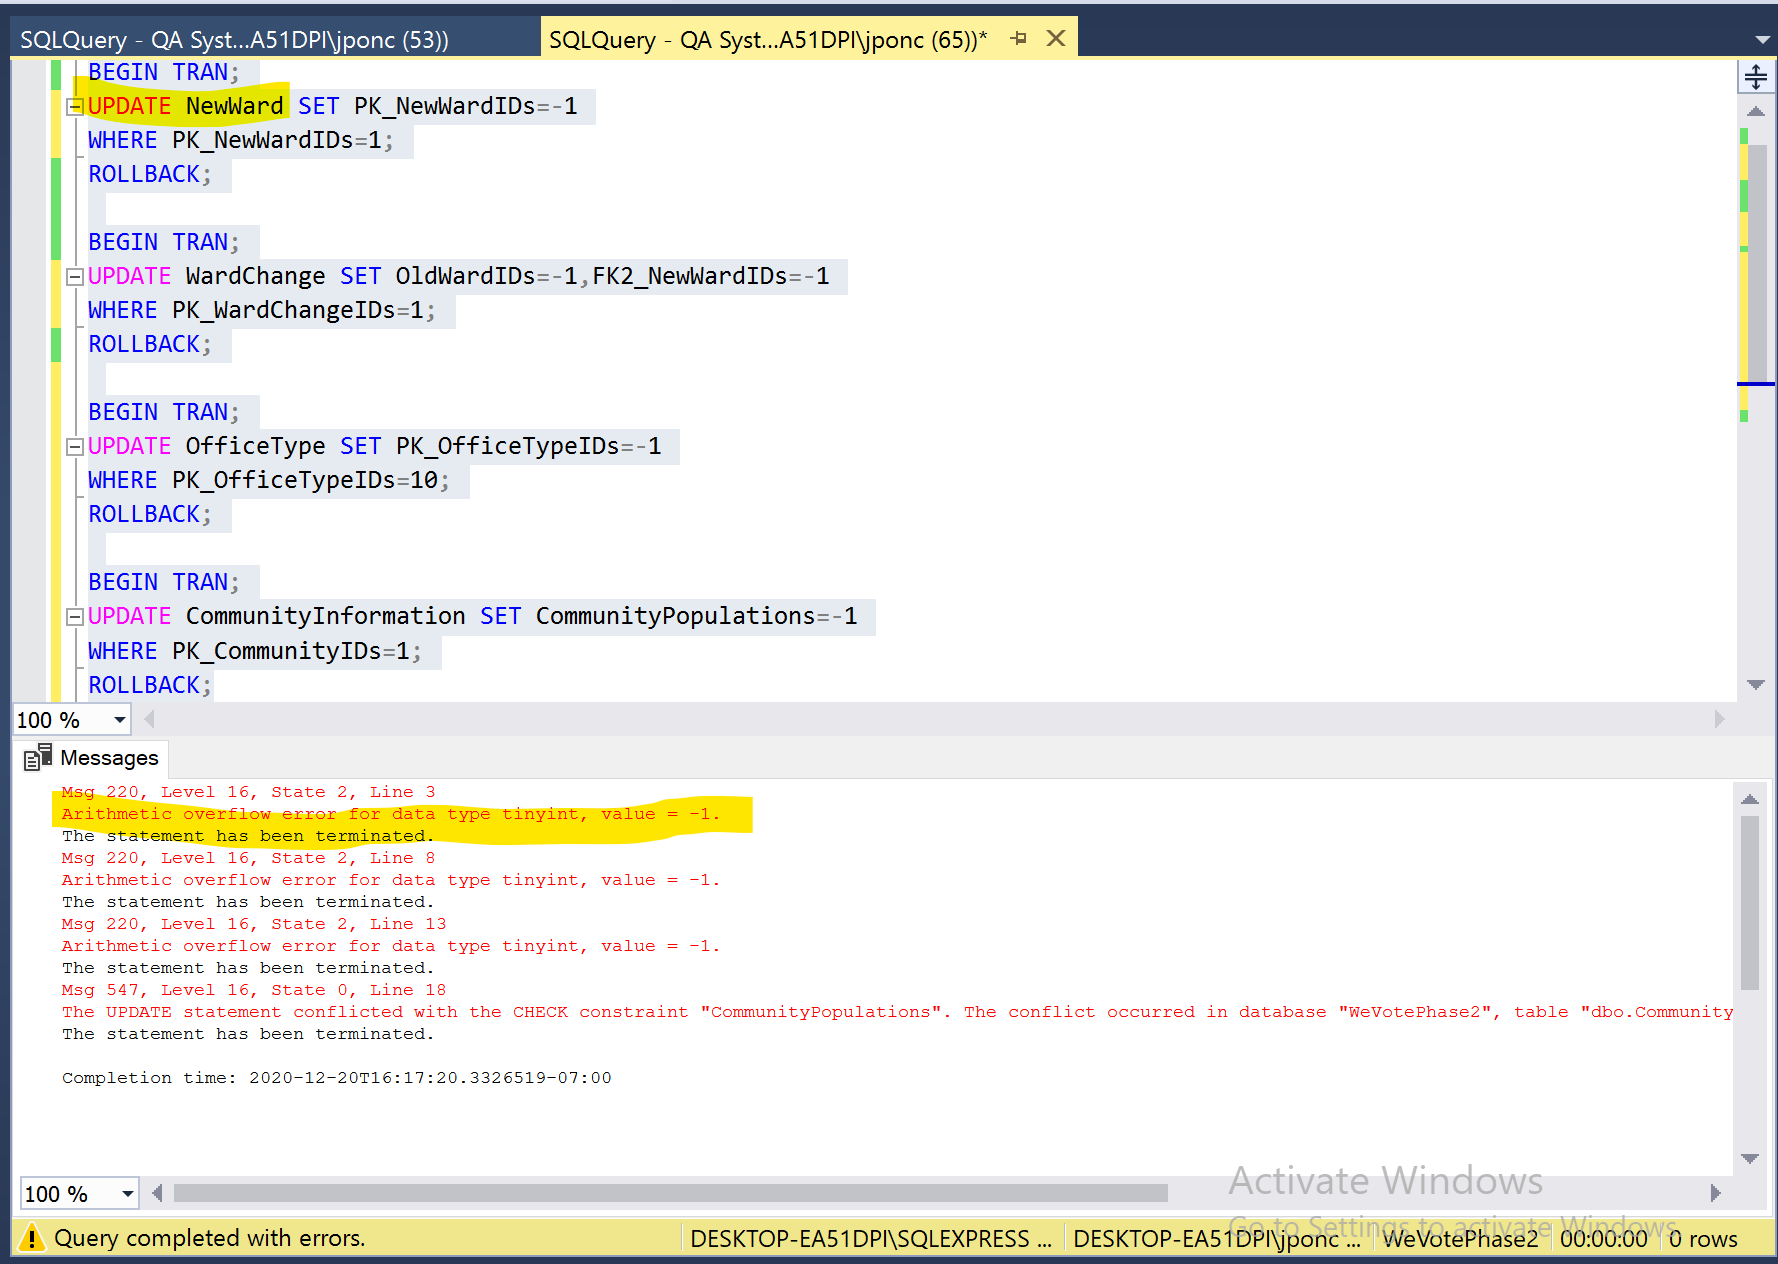 SQLQuery - QA Syst...A51DPI\jponc (53))
SQLQuery - QA Syst...A51DPI\jponc (65))*
BEGIN TRAN;
UPDATE NewWard SET PK_NewWardIDs=-1
WHERE PK_NewWardIDs=1;
ROLLBACK;
BEGIN TRAN;
UPDATE WardChange SET OldWardIDs=-1,FK2_NewWardIDs=-1
WHERE PK_WardChangeIDs=1;
ROLLBACK;
BEGIN TRAN;
UPDATE OfficeType SET PK_OfficeTypeIDs=-1
WHERE PK_OfficeTypeIDs=10;
ROLLBACK;
BEGIN TRAN;
UPDATE CommunityInformation SET CommunityPopulations=-1
WHERE PK_CommunityIDs=1;
ROLLBACK;
100 %
Messages
Msg 220, Level 16, State 2, Line 3
Arithmetic overflow error for data type tinyint, value = -1.
The statement has been terminated.
Msg 220, Level 16, State 2, Line 8
Arithmetic overflow error for data type tinyint, value = -1.
The statement has been terminated.
Msg 220, Level 16, State 2, Line 13
Arithmetic overflow error for data type tinyint, value = -1.
The statement has been terminated.
Msg 547, Level 16, State 0, Line 18
The UPDATE statement conflicted with the CHECK constraint "CommunityPopulations". The conflict occurred in database "WeVotePhase2", table "dbo.Community
The statement has been terminated.
Completion time: 2020-12-20T16:17:20.3326519-07:00
Activate Windows
Go to Settings to activate Windows.
100 %
Query completed with errors.
DESKTOP-EA51DPI\SQLEXPRESS ...
DESKTOP-EA51DPI\jponc ...
WeVotePhase2
00:00:00
0 rows